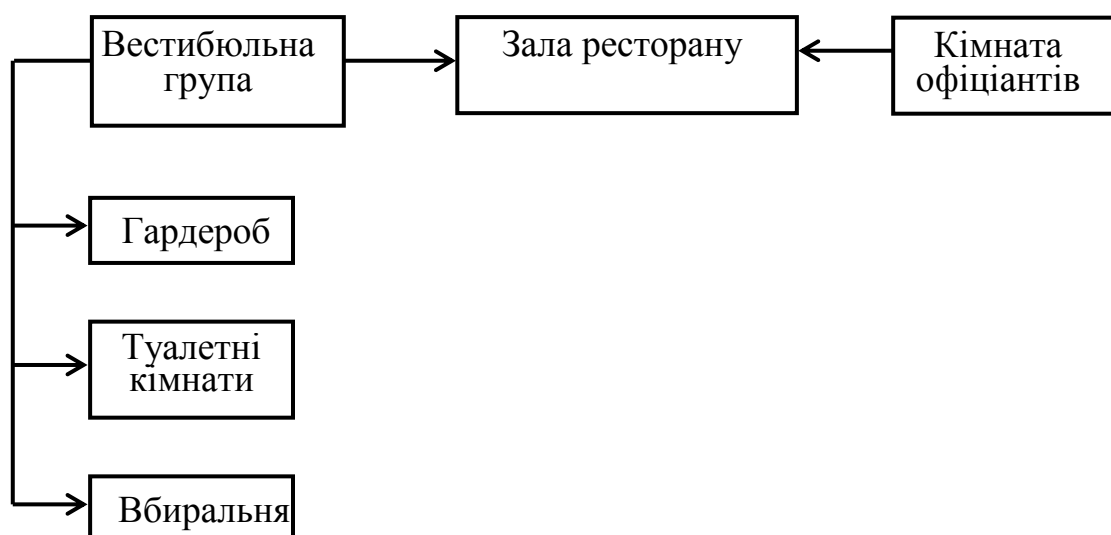 Вестибюльна
група
Зала ресторану
Кімната
офіціантів
Гардероб
Туалетні
кімнати
Вбиральня